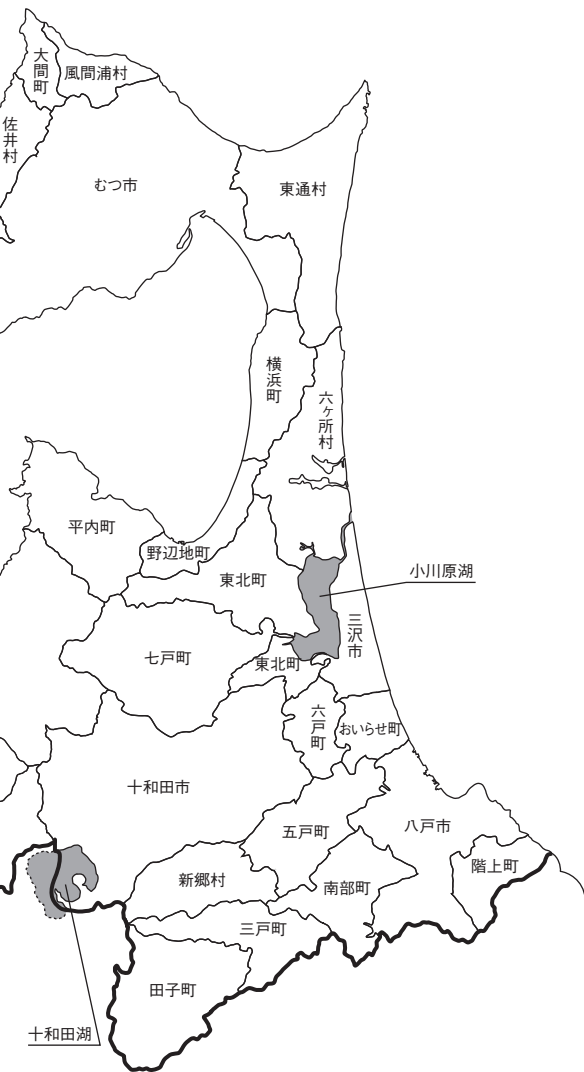 大間町
風間浦村
佐井村
むつ市
東通村
横浜町
六ヶ所村
平内町
野辺地町
東北町
小川原湖
三沢市
七戸町
東北町
六戸町
おいらせ町
十和田市
五戸町
八戸市
階上町
新郷村
南部町
三戸町
田子町
十和田湖